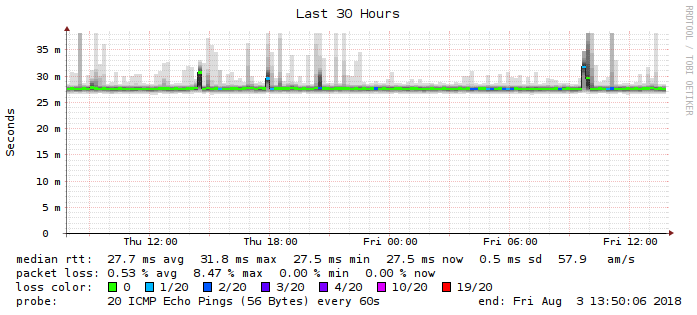 Last 30 Hours
RRDTOOL / TOBI OETIKER
Seconds
35 m
30 m
25 m
20 m
15 m
10 m
5 m
0
Thu 12:00 Thu 18:00 Fri 00:00 Fri 06:00 Fri 12:00
median rtt: 27.7 ms avg 31.8 ms max 27.5 ms min 27.5 ms now 0.5 ms sd 57.9 am/s
packet loss: 0.53 % avg 8.47 % max 0.00 % min 0.00 % now
loss color: 0 1/20 2/20 3/20 4/20 10/20 19/20
probe: 20 ICMP Echo Pings (56 Bytes) every 60s end: Fri Aug 3 13:50:06 2018